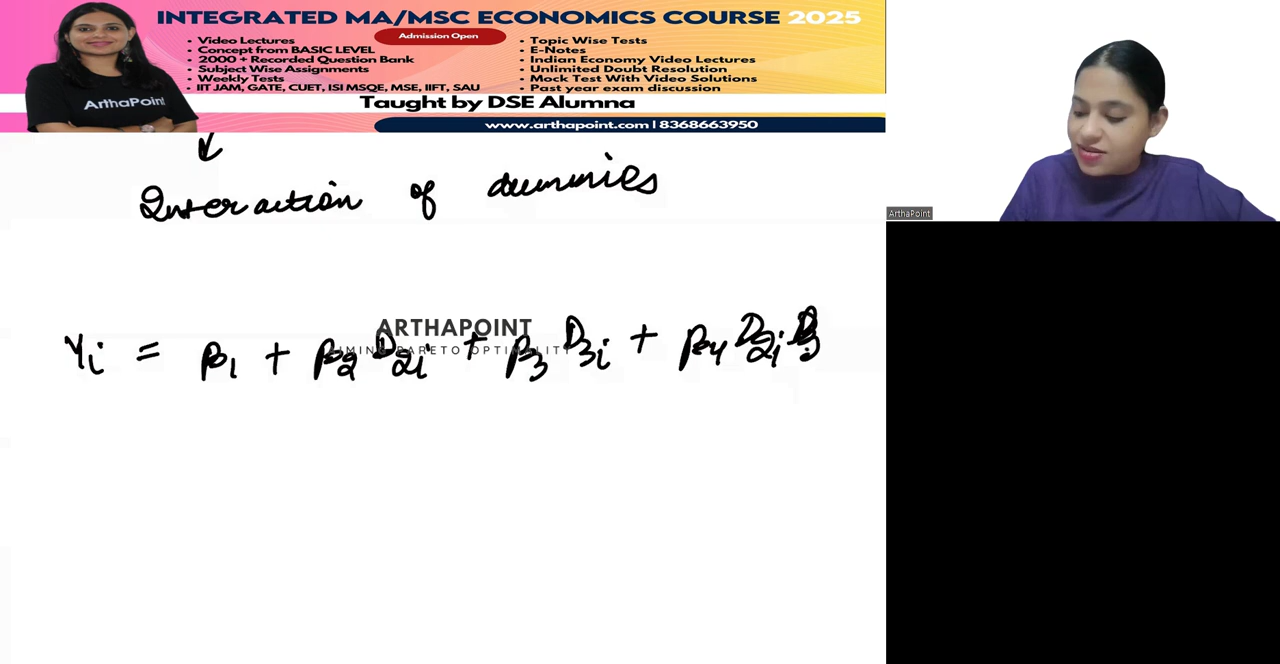 INTEGRATED MA/MSC ECONOMICS COURSE 2025
Admission Open
• Video Lectures
• Concept from BASIC LEVEL
• 2000 + Recorded Question Bank
• Subject Wise Assignments
• Weekly Tests
• IIT JAM, GATE, CUET, ISI MSQE, MSE, IIFT, SAU
• Topic Wise Tests
• E-Notes
• Indian Economy Video Lectures
• Unlimited Doubt Resolution
• Mock Test With Video Solutions
• Past year exam discussion
ArthaPoint
Taught by DSE Alumna
www.arthapoint.com | 8368663950
ArthaPoint
Interaction of dummies
ARTHAPOINT
PARETO OPTIMALITY
Yi = β1 + β2 D2i + β3 D3i + β4 D2i D3